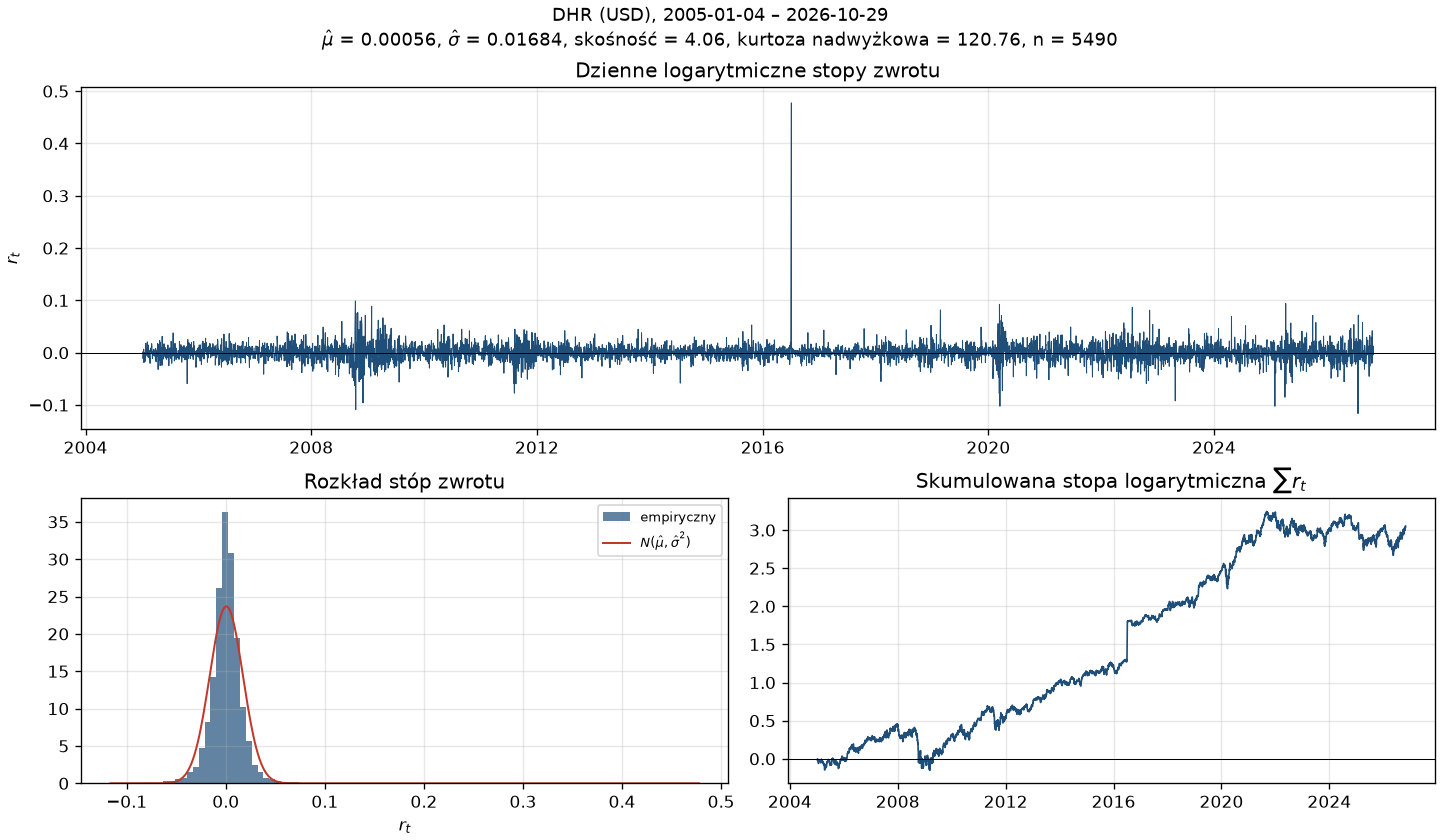 DHR (USD), 2005-01-04 – 2026-10-29
μ̂ = 0.00056, σ̂ = 0.01684, skośność = 4.06, kurtoza nadwyżkowa = 120.76, n = 5490
Dzienne logarytmiczne stopy zwrotu
0.5
0.4
0.3
0.2
0.1
0.0
−0.1
r_t
2004 2008 2012 2016 2020 2024
Rozkład stóp zwrotu
35
30
25
20
15
10
5
0
empiryczny
N(μ̂, σ̂²)
−0.1 0.0 0.1 0.2 0.3 0.4 0.5
r_t
Skumulowana stopa logarytmiczna ∑r_t
3.0
2.5
2.0
1.5
1.0
0.5
0.0
2004 2008 2012 2016 2020 2024